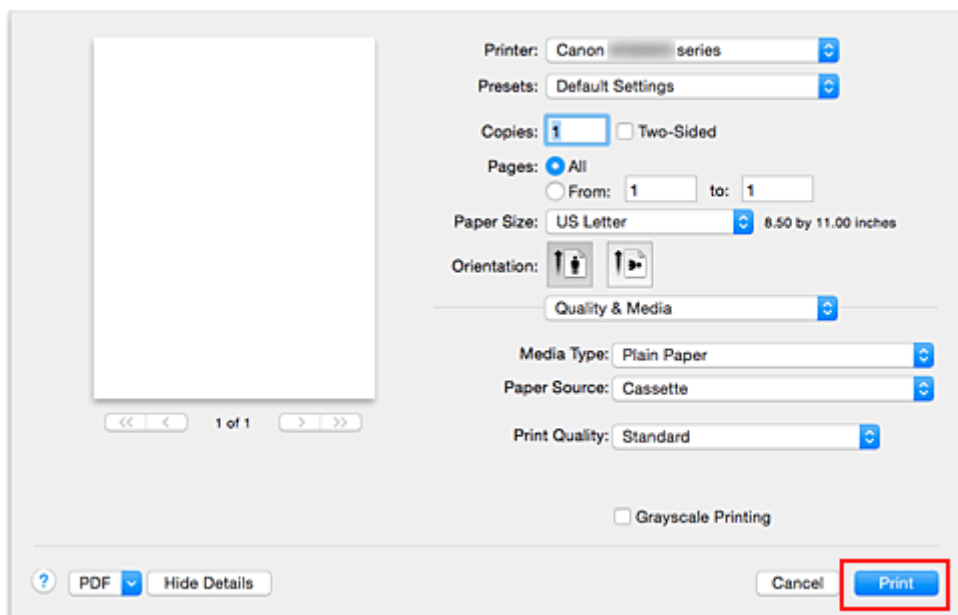 Printer: Canon series
Presets: Default Settings
Copies: 1 Two-Sided
Pages: All
From: 1 to: 1
Paper Size: US Letter 8.50 by 11.00 inches
Orientation:
Quality & Media
Media Type: Plain Paper
Paper Source: Cassette
<< < 1 of 1 > >>
Print Quality: Standard
Grayscale Printing
? PDF Hide Details Cancel Print